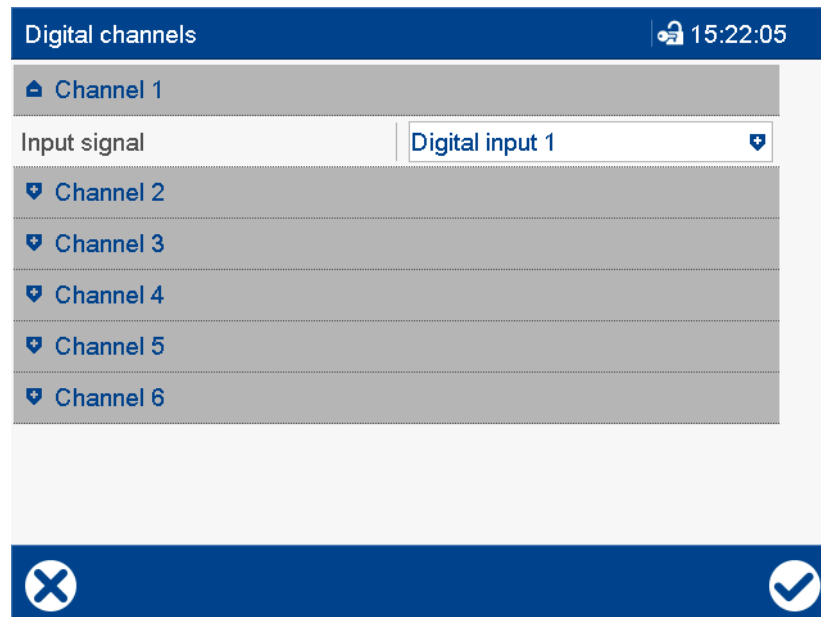 Digital channels 15:22:05
Channel 1
Input signal Digital input 1
Channel 2
Channel 3
Channel 4
Channel 5
Channel 6